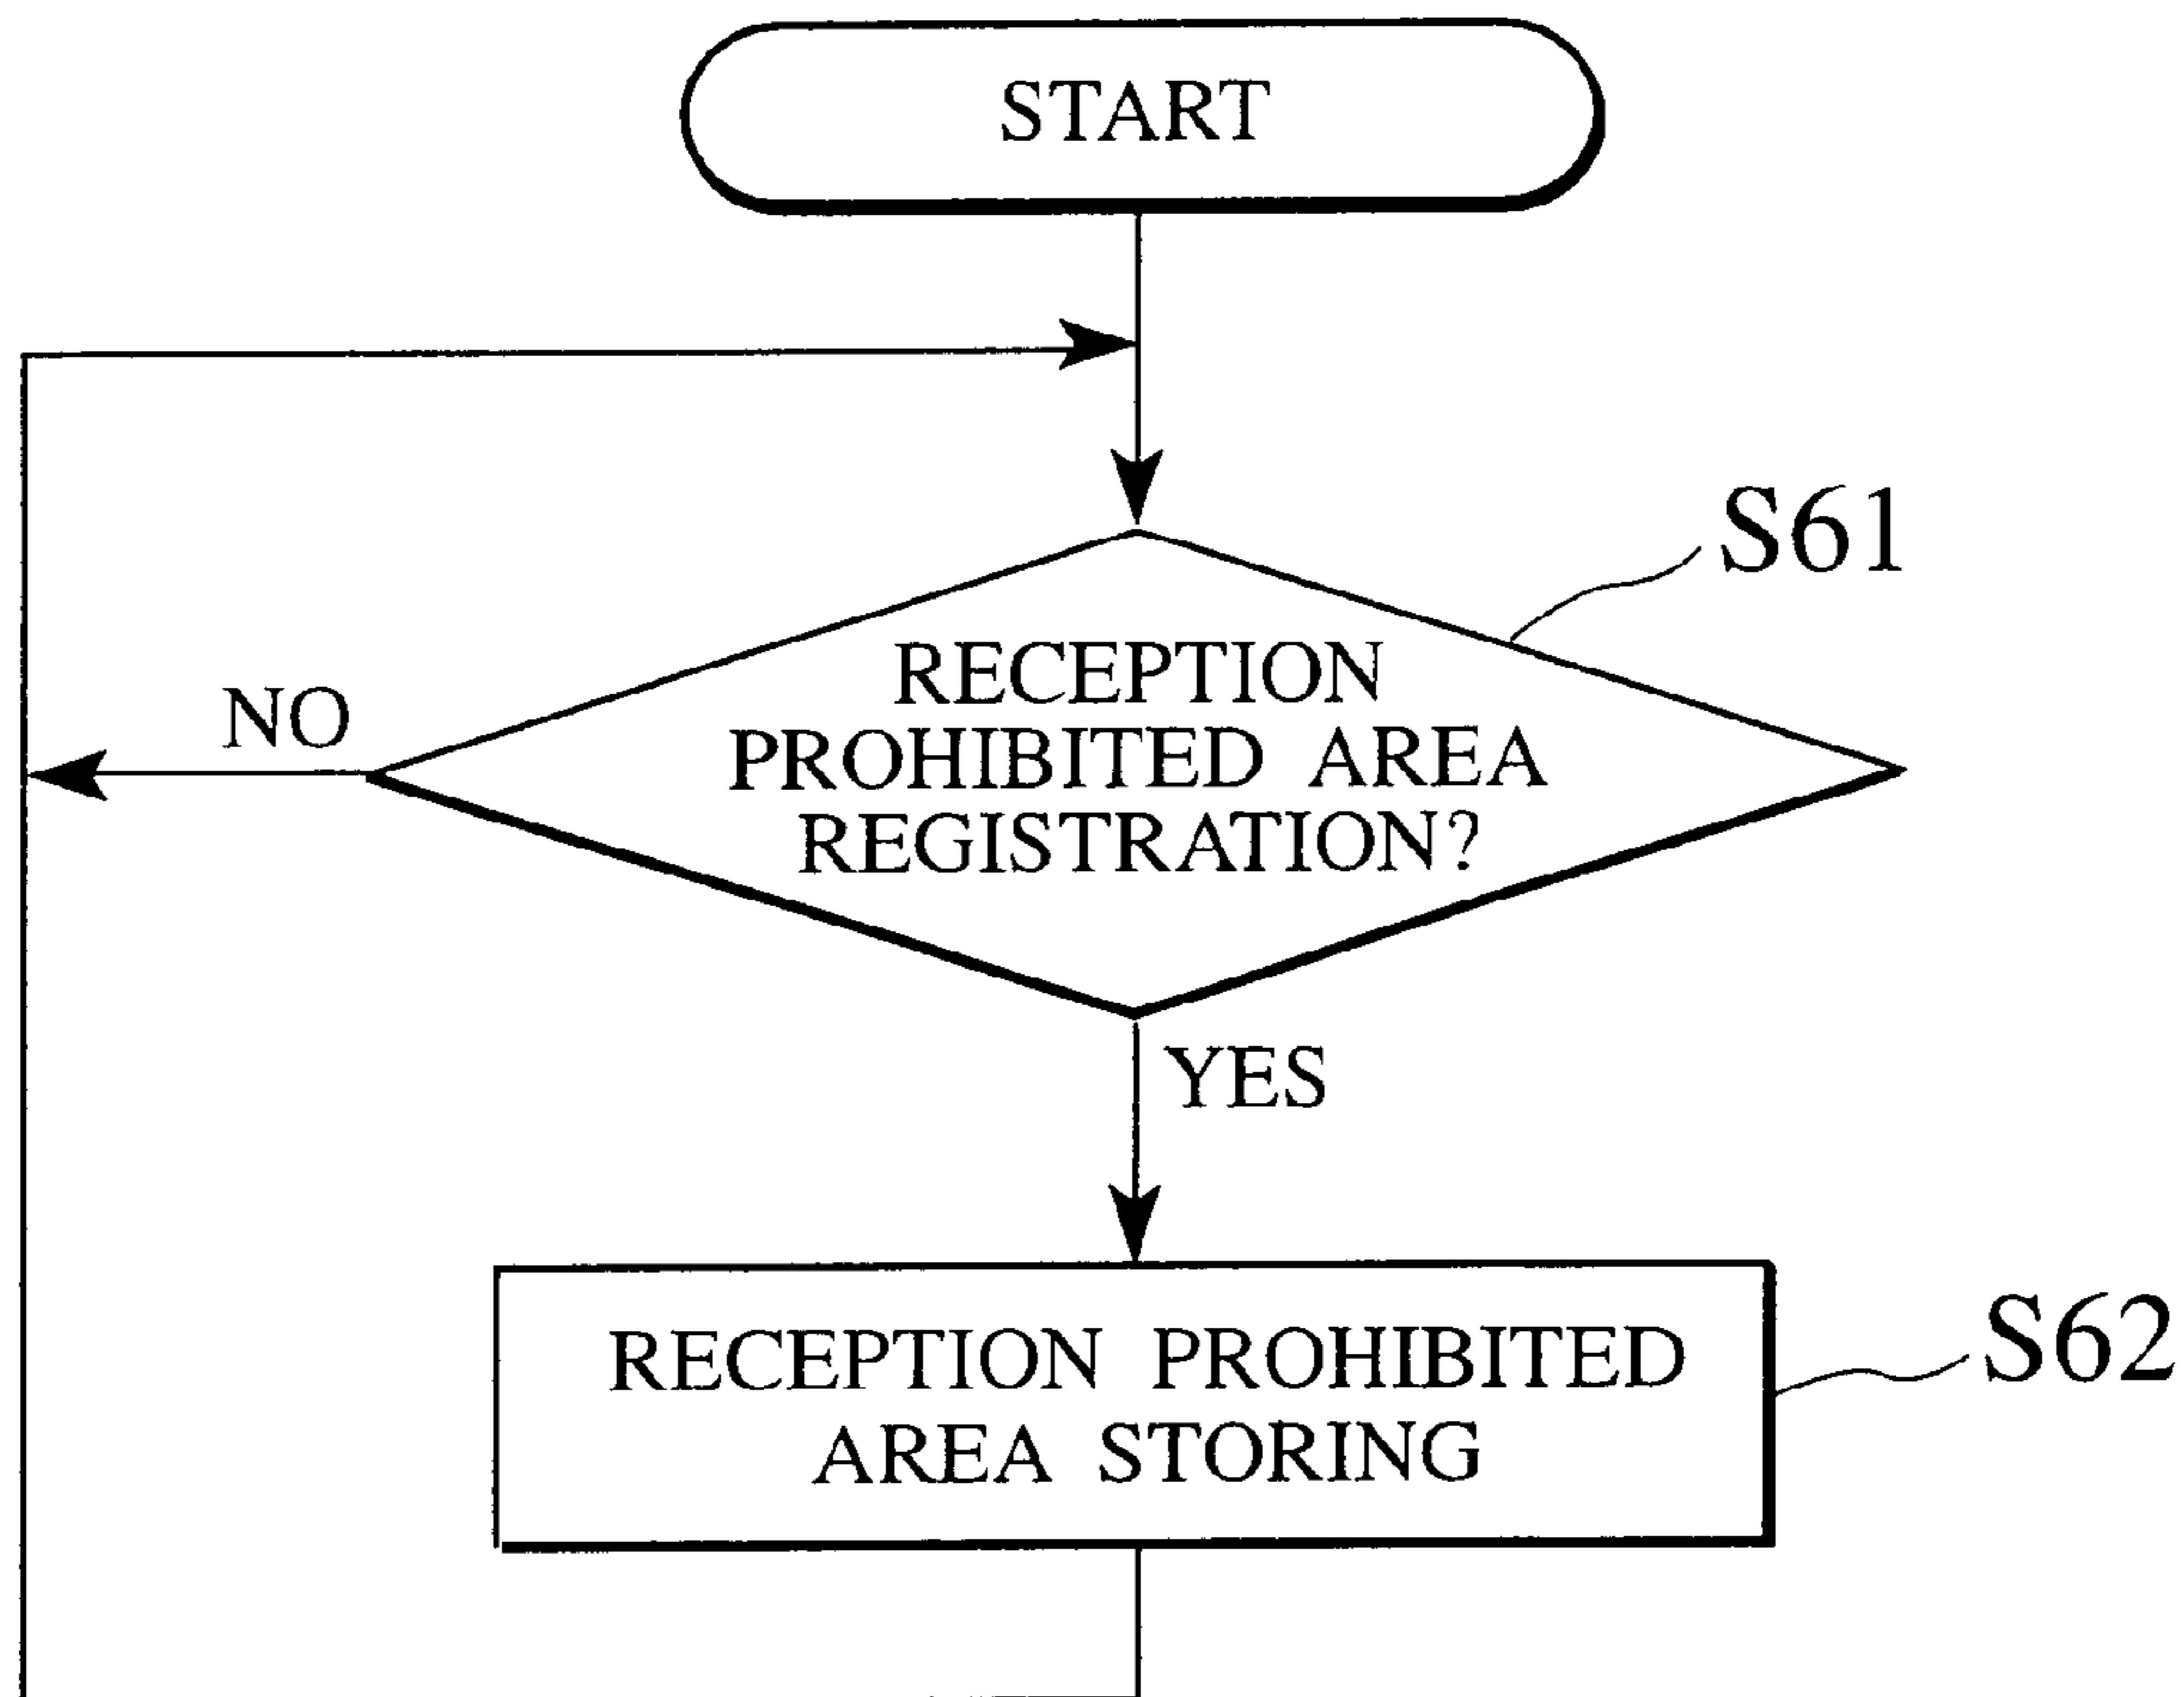 START
S61
RECEPTION
PROHIBITED AREA
REGISTRATION?
NO
YES
RECEPTION PROHIBITED
AREA STORING
S62